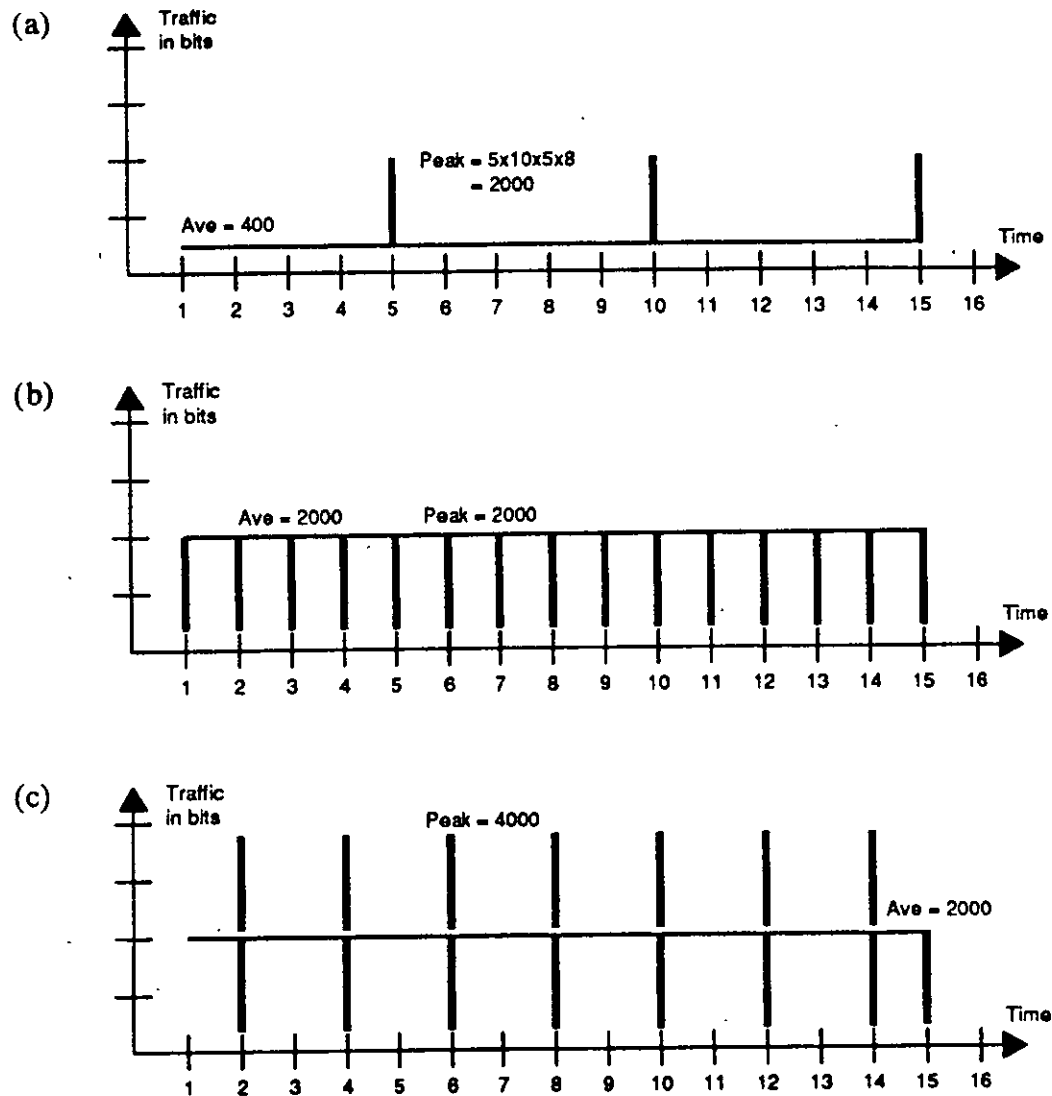 (a)
Traffic
in bits
Peak = 5x10x5x8
= 2000
Ave = 400
Time
1 2 3 4 5 6 7 8 9 10 11 12 13 14 15 16
(b)
Traffic
in bits
Ave = 2000 Peak = 2000
Time
1 2 3 4 5 6 7 8 9 10 11 12 13 14 15 16
(c)
Traffic
in bits
Peak = 4000
Ave = 2000
Time
1 2 3 4 5 6 7 8 9 10 11 12 13 14 15 16